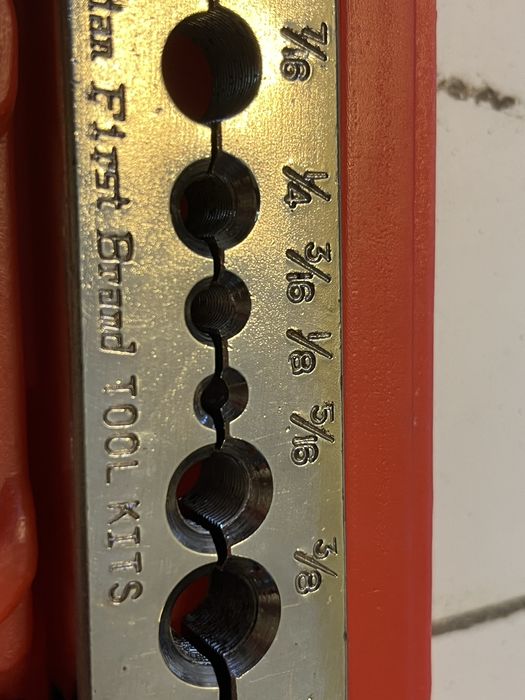 7/16 1/4 3/16 1/8 5/16 3/8
First Brand TOOL KITS